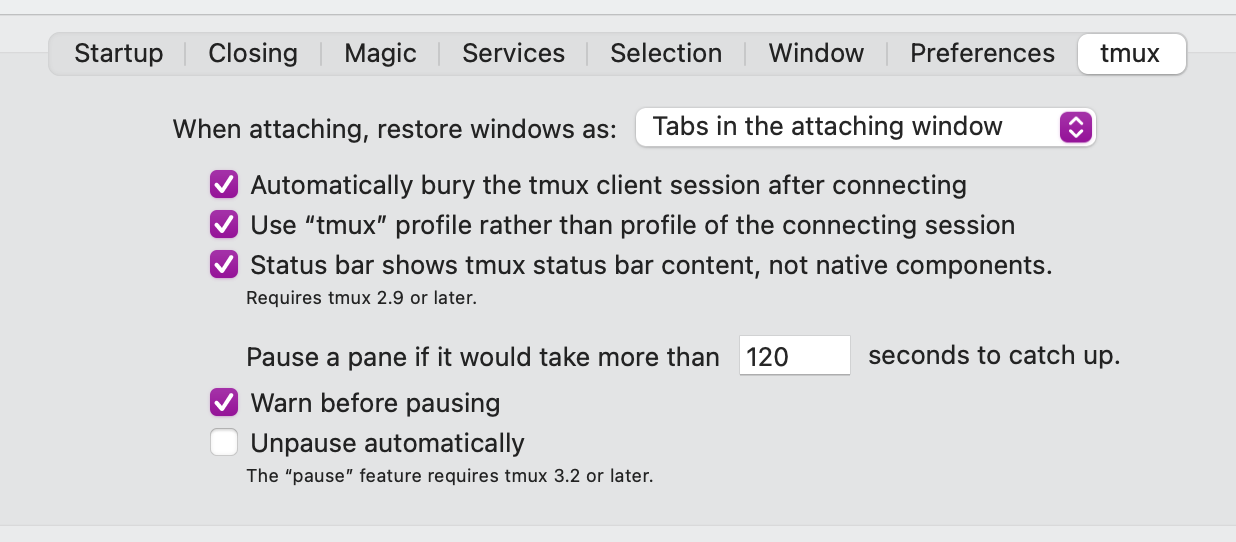 Startup Closing Magic Services Selection Window Preferences tmux
When attaching, restore windows as: Tabs in the attaching window
Automatically bury the tmux client session after connecting
Use “tmux” profile rather than profile of the connecting session
Status bar shows tmux status bar content, not native components.
Requires tmux 2.9 or later.
Pause a pane if it would take more than 120 seconds to catch up.
Warn before pausing
Unpause automatically
The “pause” feature requires tmux 3.2 or later.